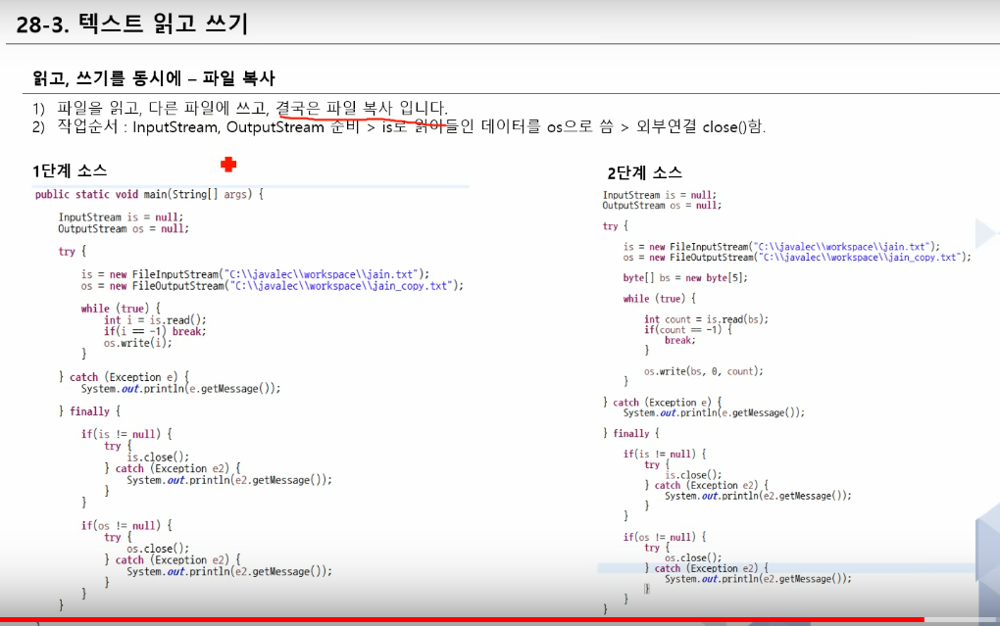 28-3. 텍스트 읽고 쓰기
읽고, 쓰기를 동시에 – 파일 복사
1) 파일을 읽고, 다른 파일에 쓰고, 결국은 파일 복사 입니다.
2) 작업순서 : InputStream, OutputStream 준비 > is로 읽어들인 데이터를 os으로 씀 > 외부연결 close()함.
1단계 소스
public static void main(String[] args) {
InputStream is = null;
OutputStream os = null;
try {
is = new FileInputStream("C:\\javalec\\workspace\\jain.txt");
os = new FileOutputStream("C:\\javalec\\workspace\\jain_copy.txt");
while (true) {
int i = is.read();
if(i == -1) break;
os.write(i);
}
} catch (Exception e) {
System.out.println(e.getMessage());
} finally {
if(is != null) {
try {
is.close();
} catch (Exception e2) {
System.out.println(e2.getMessage());
}
}
if(os != null) {
try {
os.close();
} catch (Exception e2) {
System.out.println(e2.getMessage());
}
}
}
2단계 소스
InputStream is = null;
OutputStream os = null;
try {
is = new FileInputStream("C:\\javalec\\workspace\\jain.txt");
os = new FileOutputStream("C:\\javalec\\workspace\\jain_copy.txt");
byte[] bs = new byte[5];
while (true) {
int count = is.read(bs);
if(count == -1) {
break;
}
os.write(bs, 0, count);
}
} catch (Exception e) {
System.out.println(e.getMessage());
} finally {
if(is != null) {
try {
is.close();
} catch (Exception e2) {
System.out.println(e2.getMessage());
}
}
if(os != null) {
try {
os.close();
} catch (Exception e2) {
System.out.println(e2.getMessage());
}
}
}